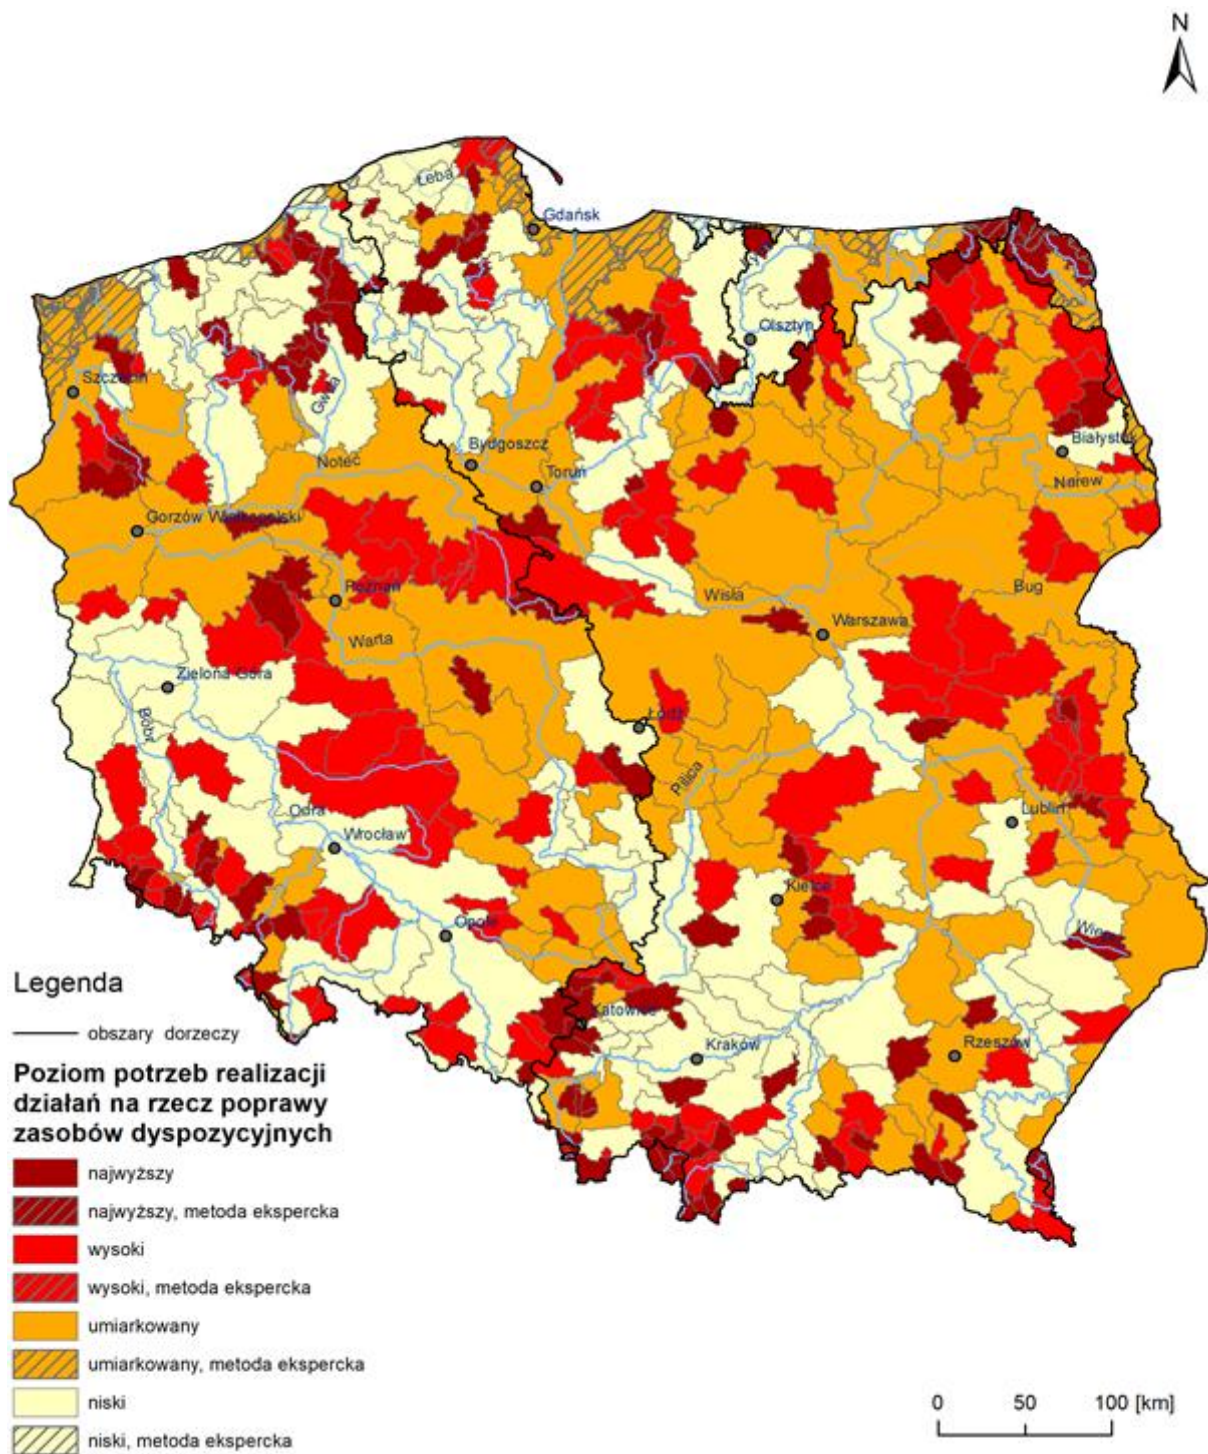 N
Łeba
Gdańsk
Olsztyn
Szczecin
Gwda
Bydgoszcz
Białystok
Noteć
Toruń
Narew
Gorzów Wielkopolski
Bug
Poznań
Wisła
Warszawa
Warta
Zielona Góra
Bóbr
Łódź
Pilica
Odra
Lublin
Wrocław
Kielce
Opole
Wieprz
Katowice
Rzeszów
Kraków
Legenda
obszary dorzeczy
Poziom potrzeb realizacji
działań na rzecz poprawy
zasobów dyspozycyjnych
najwyższy
najwyższy, metoda ekspercka
wysoki
wysoki, metoda ekspercka
umiarkowany
umiarkowany, metoda ekspercka
niski
niski, metoda ekspercka
0 50 100 [km]